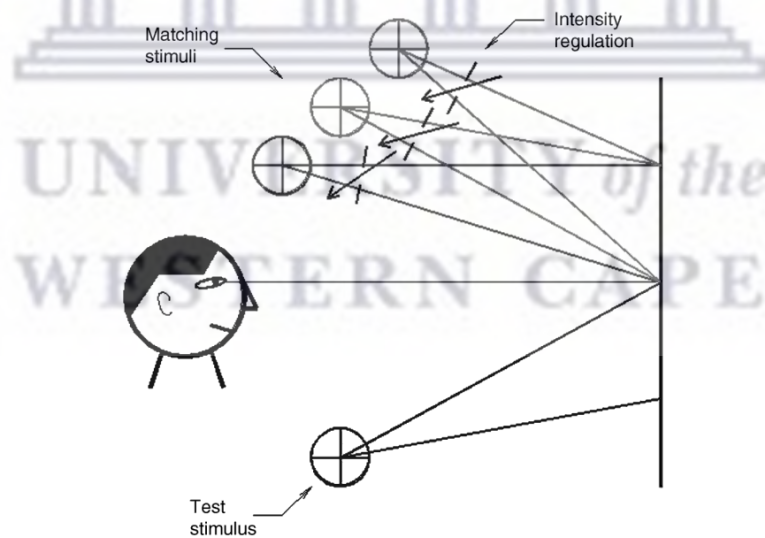 Matching
stimuli
Intensity
regulation
UNIVERSITY of the
WESTERN CAPE
Test
stimulus